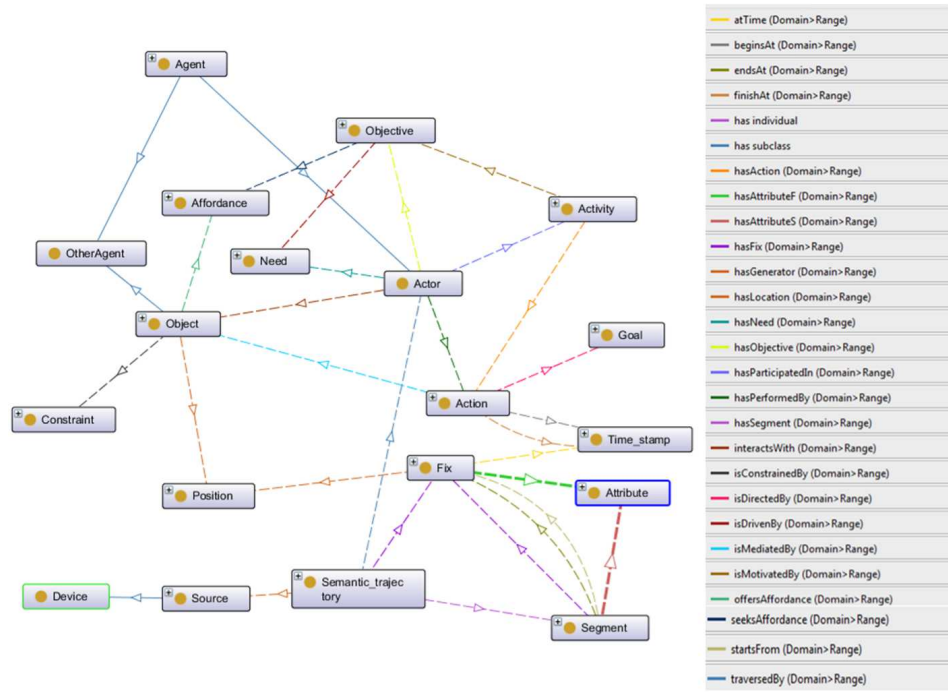 Agent
Objective
Affordance
Activity
OtherAgent
Need
Actor
Object
Goal
Constraint
Action
Time_stamp
Fix
Position
Attribute
Semantic_trajec
tory
Device
Source
Segment
atTime (Domain>Range)
beginsAt (Domain>Range)
endsAt (Domain>Range)
finishAt (Domain>Range)
has individual
has subclass
hasAction (Domain>Range)
hasAttributeF (Domain>Range)
hasAttributeS (Domain>Range)
hasFix (Domain>Range)
hasGenerator (Domain>Range)
hasLocation (Domain>Range)
hasNeed (Domain>Range)
hasObjective (Domain>Range)
hasParticipatedIn (Domain>Range)
hasPerformedBy (Domain>Range)
hasSegment (Domain>Range)
interactsWith (Domain>Range)
isConstrainedBy (Domain>Range)
isDirectedBy (Domain>Range)
isDrivenBy (Domain>Range)
isMediatedBy (Domain>Range)
isMotivatedBy (Domain>Range)
offersAffordance (Domain>Range)
seeksAffordance (Domain>Range)
startsFrom (Domain>Range)
traversedBy (Domain>Range)